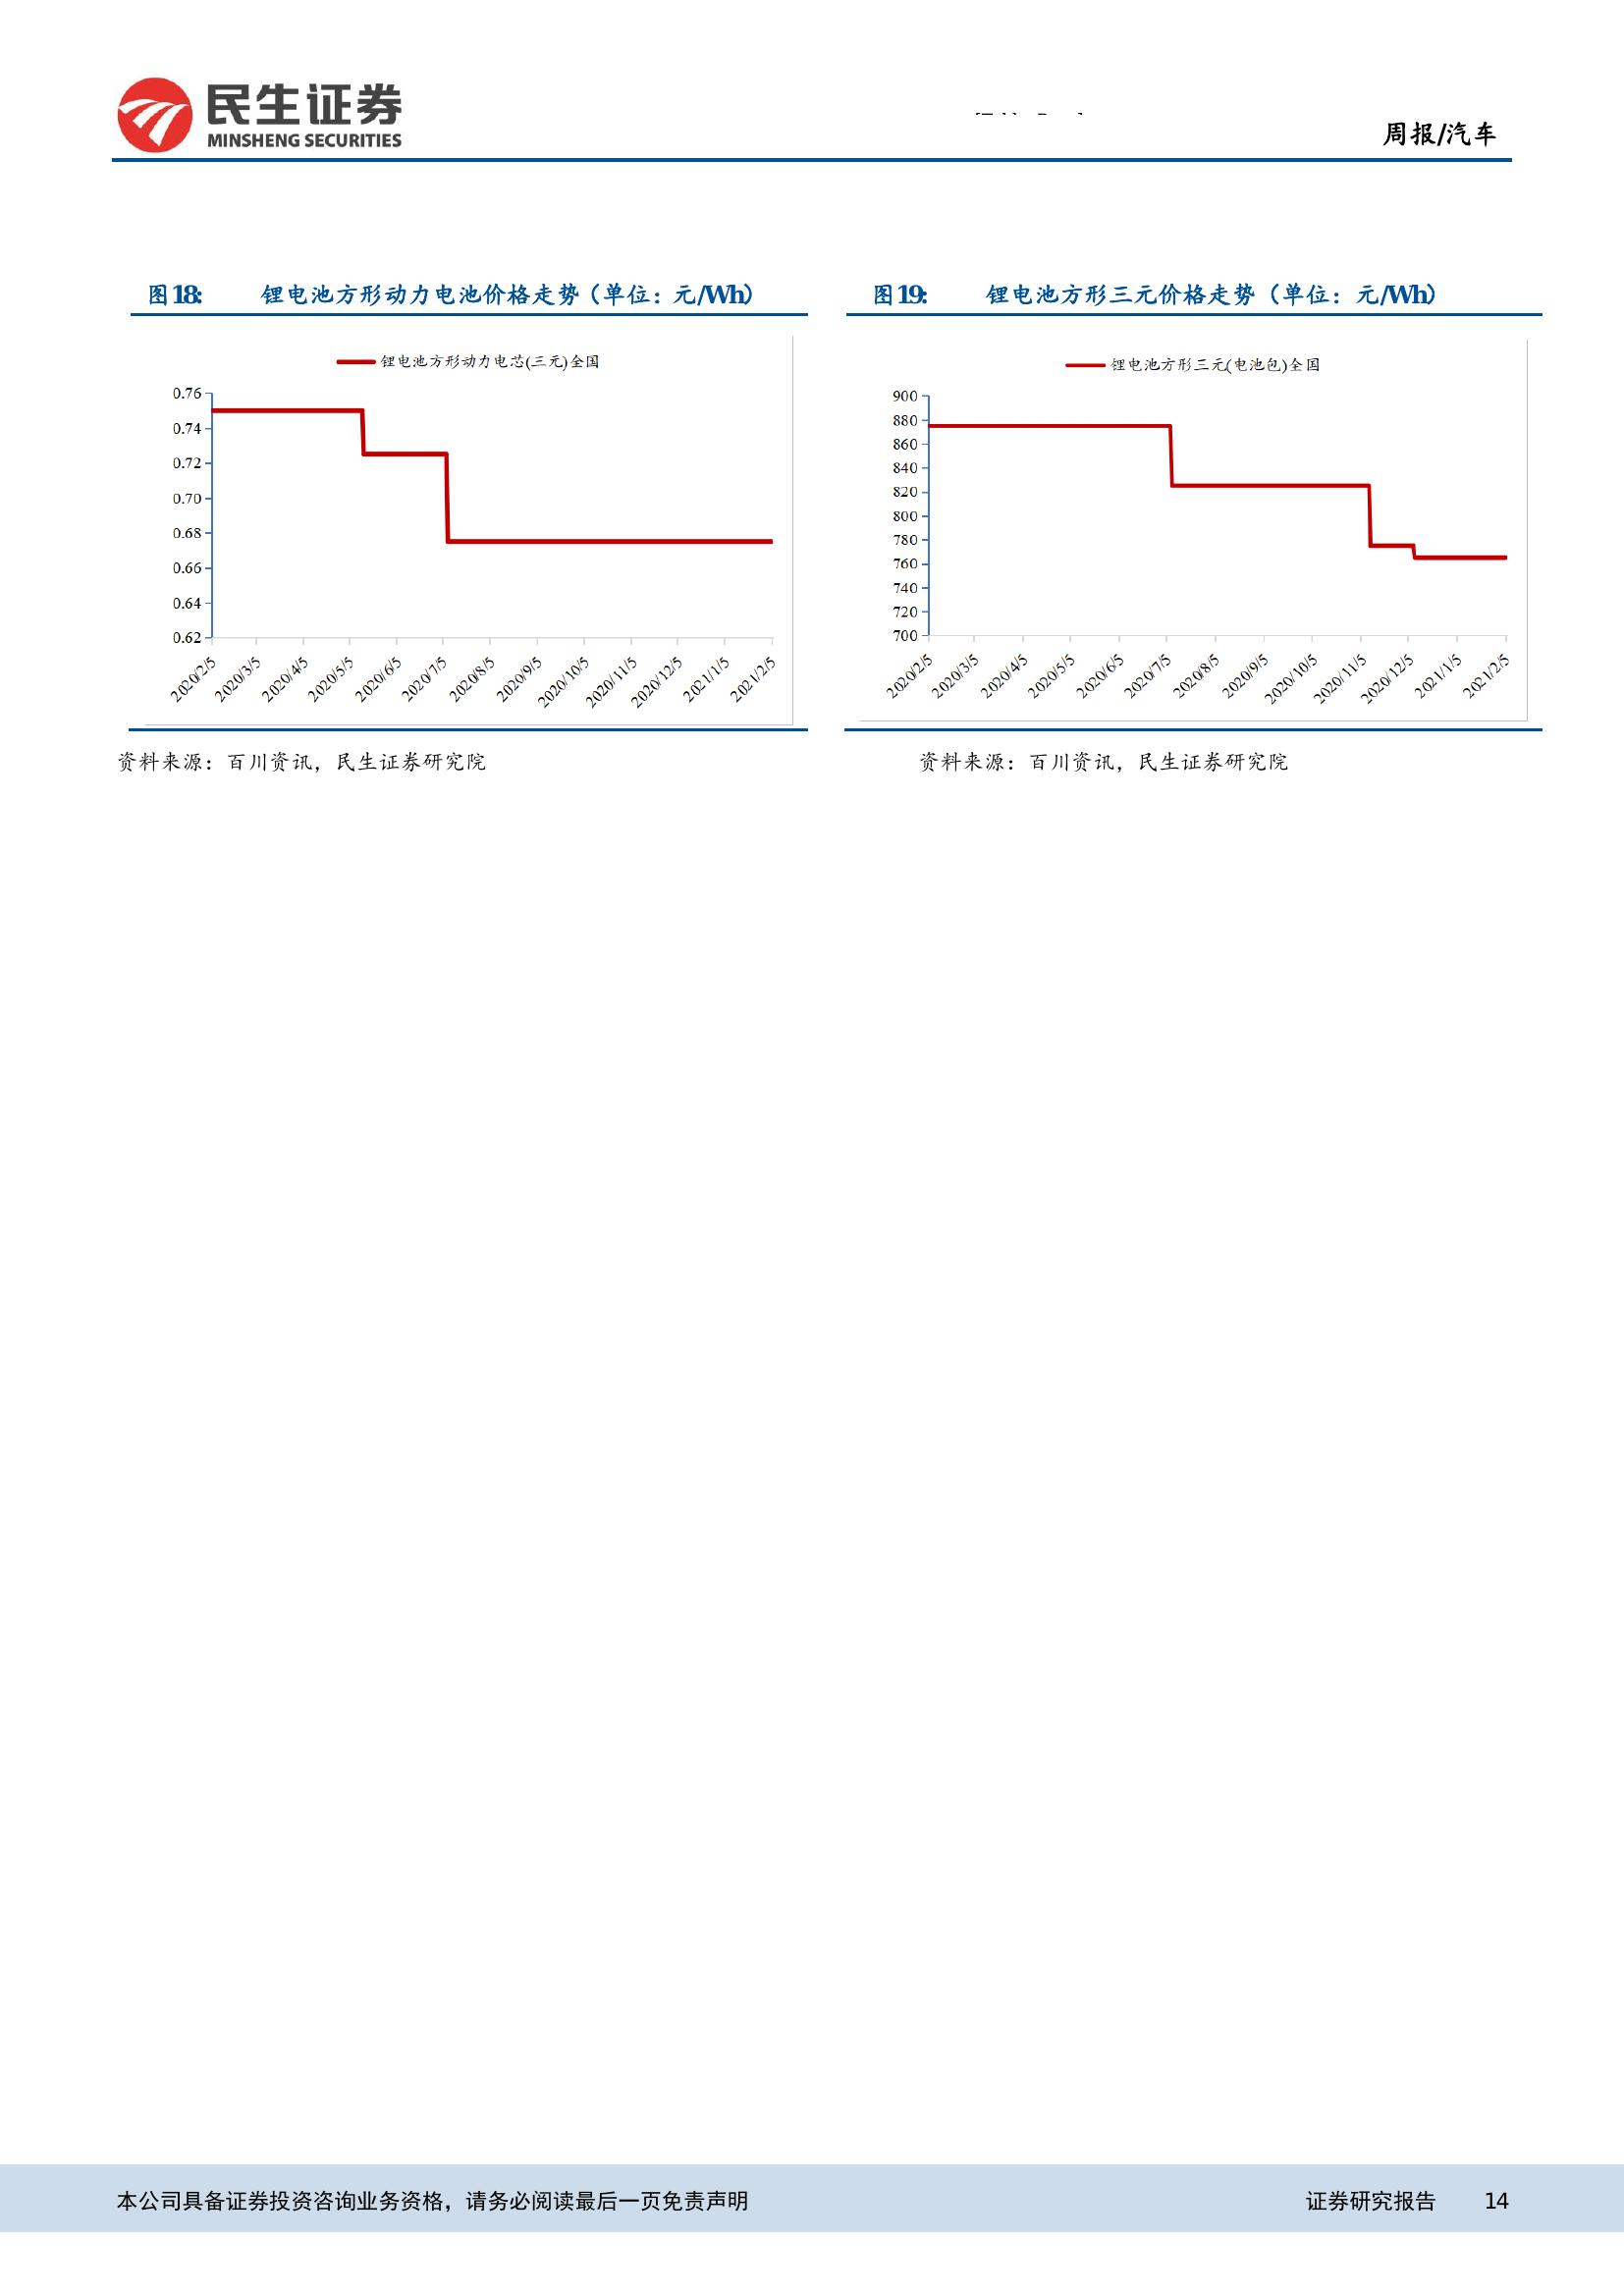 民生证券
MINSHENG SECURITIES
周报/汽车
图18: 锂电池方形动力电池价格走势（单位：元/Wh）
锂电池方形动力电芯(三元)全国
0.76
0.74
0.72
0.70
0.68
0.66
0.64
0.62
2020/2/5 2020/3/5 2020/4/5 2020/5/5 2020/6/5 2020/7/5 2020/8/5 2020/9/5 2020/10/5 2020/11/5 2020/12/5 2021/1/5 2021/2/5
资料来源：百川资讯，民生证券研究院
图19: 锂电池方形三元价格走势（单位：元/Wh）
锂电池方形三元(电池包)全国
900
880
860
840
820
800
780
760
740
720
700
2020/2/5 2020/3/5 2020/4/5 2020/5/5 2020/6/5 2020/7/5 2020/8/5 2020/9/5 2020/10/5 2020/11/5 2020/12/5 2021/1/5 2021/2/5
资料来源：百川资讯，民生证券研究院
本公司具备证券投资咨询业务资格，请务必阅读最后一页免责声明 证券研究报告 14